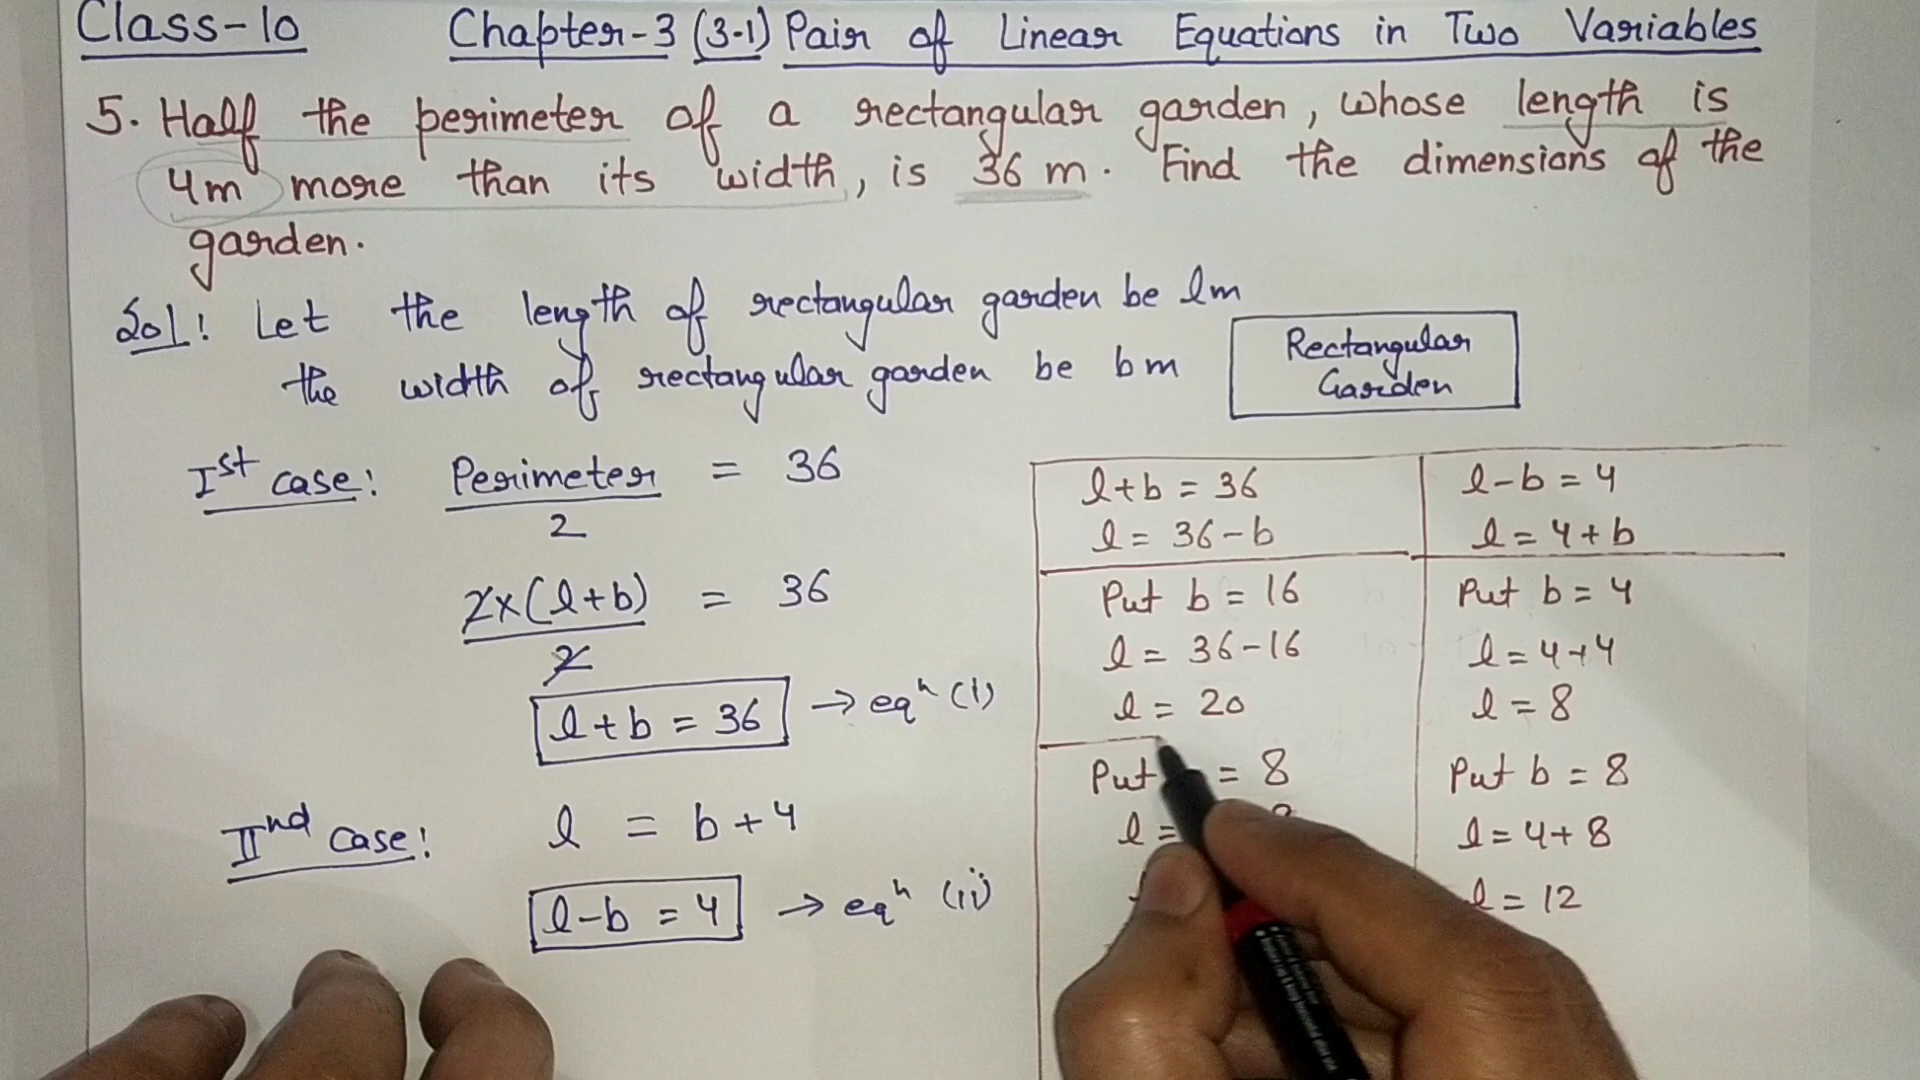 Class-10 Chapter-3 (3.1) Pair of Linear Equations in Two Variables
5. Half the perimeter of a rectangular garden, whose length is
4m more than its width, is 36 m. Find the dimensions of the
garden.
Sol: Let the length of rectangular garden be lm
the width of rectangular garden be bm
Rectangular
Garden
Ist case: Perimeter = 36
2
2x(l+b) = 36
2
l+b = 36 → eqn (i)
IInd case: l = b+4
l-b = 4 → eqn (ii)
l+b = 36
l = 36-b
Put b = 16
l = 36-16
l = 20
Put = 8
l =
l-b = 4
l = 4+b
Put b = 4
l = 4+4
l = 8
Put b = 8
l = 4+8
l = 12